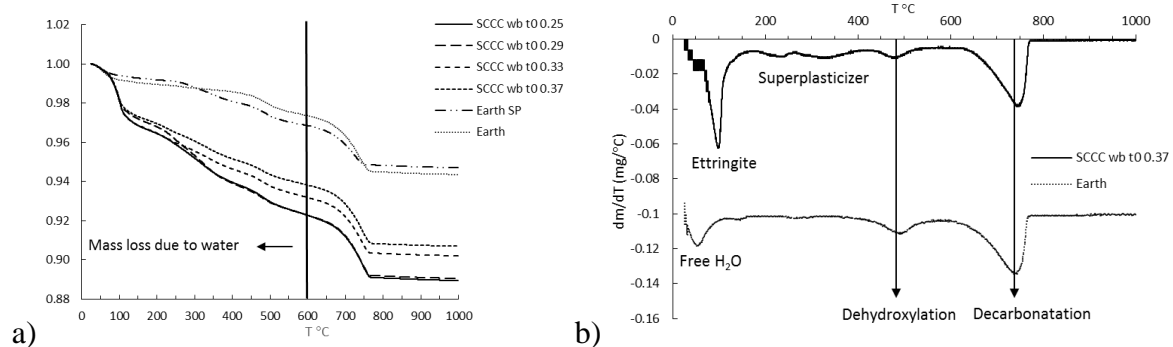 1.02
1.00
0.98
0.96
0.94
0.92
0.90
0.88
0 100 200 300 400 500 600 700 800 900 1000
T °C
Mass loss due to water
SCCC wb t0 0.25
SCCC wb t0 0.29
SCCC wb t0 0.33
SCCC wb t0 0.37
Earth SP
Earth
a)
T °C
0 200 400 600 800 1000
0
-0.02
-0.04
-0.06
-0.08
-0.1
-0.12
-0.14
-0.16
dm/dT (mg/°C)
Superplasticizer
Ettringite
SCCC wb t0 0.37
Earth
Free H₂O
Dehydroxylation
Decarbonatation
b)